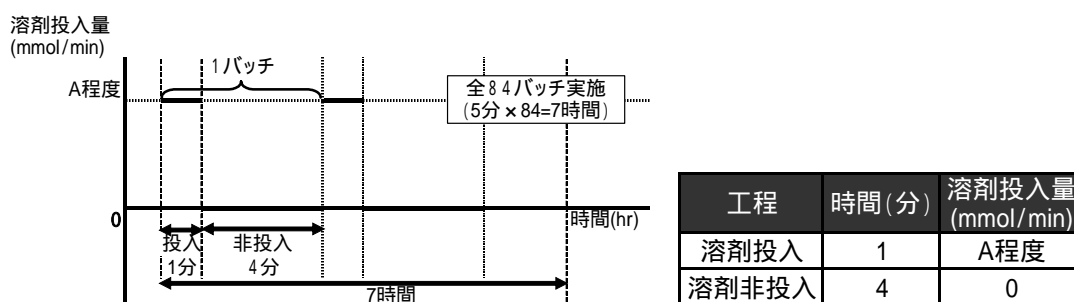 溶剤投入量
(mmol/min)
1バッチ
A程度
全84バッチ実施
(5分×84=7時間)
0
時間(hr)
投入
1分
非投入
4分
7時間
工程 時間(分) 溶剤投入量
(mmol/min)
溶剤投入 1 A程度
溶剤非投入 4 0